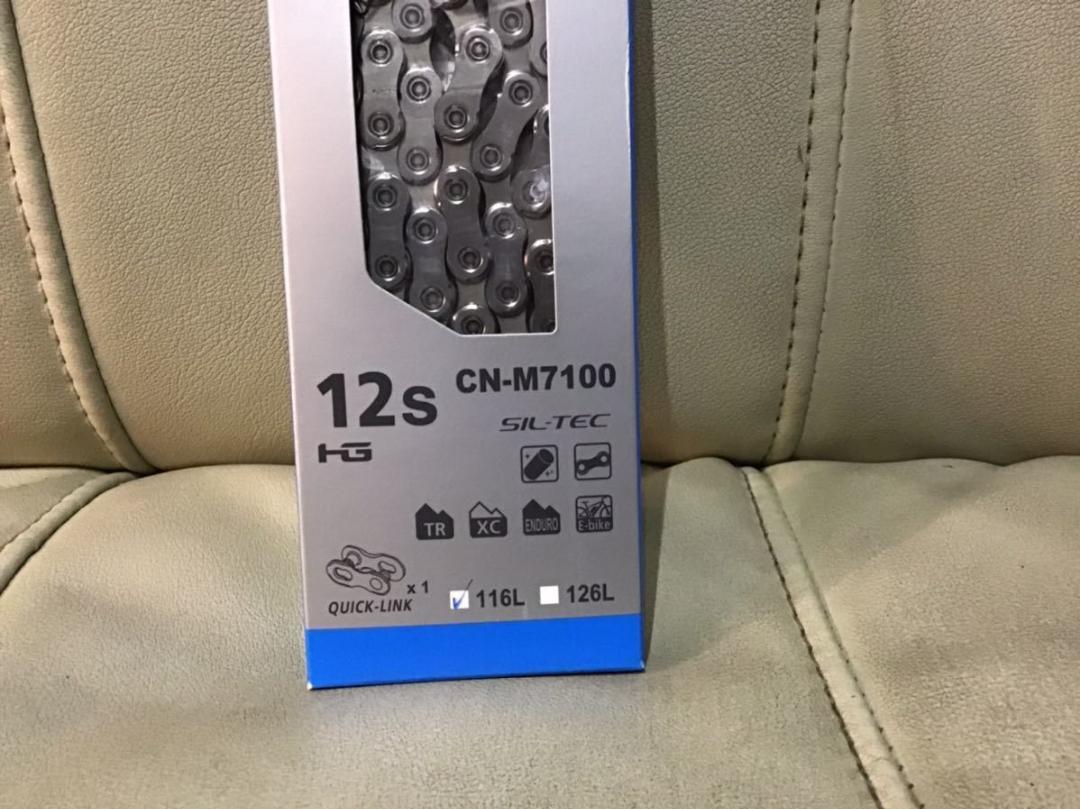 12s CN-M7100
HG SIL-TEC
TR XC ENDURO E-bike
x 1
QUICK-LINK 116L 126L